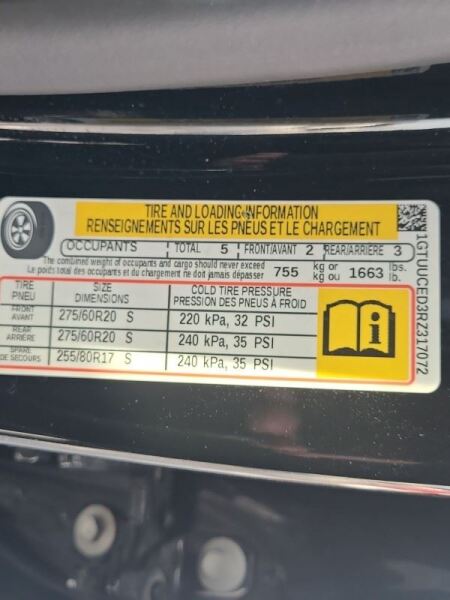 TIRE AND LOADING INFORMATION
RENSEIGNEMENTS SUR LES PNEUS ET LE CHARGEMENT
OCCUPANTS TOTAL 5 FRONT/AVANT 2 REAR/ARRIÈRE 3
The combined weight of occupants and cargo should never exceed 755 kg or 1663 lbs.
Le poids total des occupants et du chargement ne doit jamais dépasser kg ou lb.
TIRE SIZE COLD TIRE PRESSURE
PNEU DIMENSIONS PRESSION DES PNEUS À FROID
FRONT
AVANT 275/60R20 S 220 kPa, 32 PSI
REAR
ARRIÈRE 275/60R20 S 240 kPa, 35 PSI
SPARE
DE SECOURS 255/80R17 S 240 kPa, 35 PSI
1GTUUCED3RZ317072